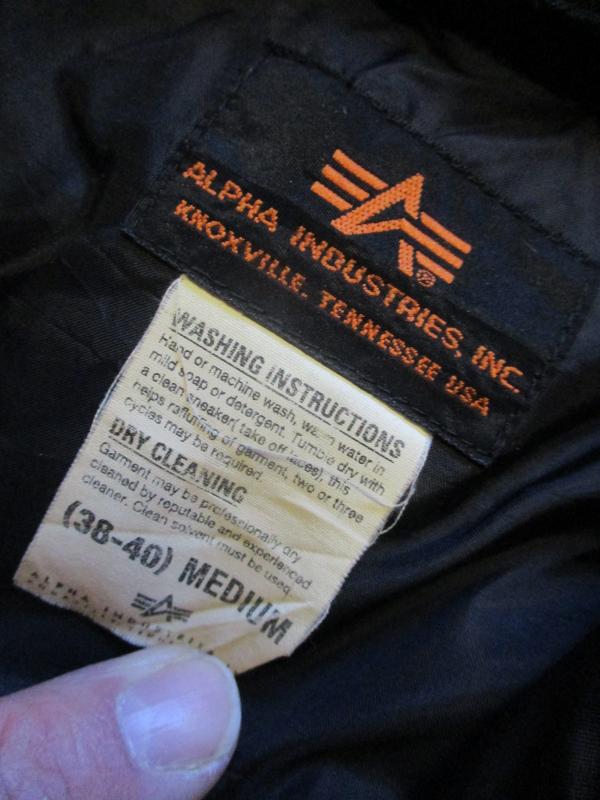 ALPHA INDUSTRIES, INC.
KNOXVILLE, TENNESSEE USA
WASHING INSTRUCTIONS
Hand or machine wash, warm water in
mild soap or detergent. Tumble dry with
a clean sneaker( take off laces), this
helps refluffing of garment, two or three
cycles may be required.
DRY CLEANING
Garment may be professionally dry
cleaned by reputable and experienced
cleaner. Clean solvent must be used.
(38-40) MEDIUM
ALPHA INDUSTRIES